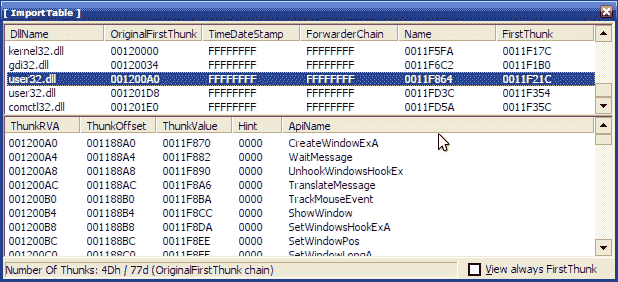 [ ImportTable ]
DllName OriginalFirstThunk TimeDateStamp ForwarderChain Name FirstThunk
kernel32.dll 00120000 FFFFFFFF FFFFFFFF 0011F5FA 0011F17C
gdi32.dll 00120034 FFFFFFFF FFFFFFFF 0011F6C2 0011F1B0
user32.dll 001200A0 FFFFFFFF FFFFFFFF 0011F864 0011F21C
user32.dll 001201D8 FFFFFFFF FFFFFFFF 0011FD3C 0011F354
comctl32.dll 001201E0 FFFFFFFF FFFFFFFF 0011FD5A 0011F35C
ThunkRVA ThunkOffset ThunkValue Hint ApiName
001200A0 001188A0 0011F870 0000 CreateWindowExA
001200A4 001188A4 0011F882 0000 WaitMessage
001200A8 001188A8 0011F890 0000 UnhookWindowsHookEx
001200AC 001188AC 0011F8A6 0000 TranslateMessage
001200B0 001188B0 0011F8BA 0000 TrackMouseEvent
001200B4 001188B4 0011F8CC 0000 ShowWindow
001200B8 001188B8 0011F8DA 0000 SetWindowsHookExA
001200BC 001188BC 0011F8EE 0000 SetWindowPos
001200C0 001188C0 SetWindowLongA
Number Of Thunks: 4Dh / 77d (OriginalFirstThunk chain) View always FirstThunk